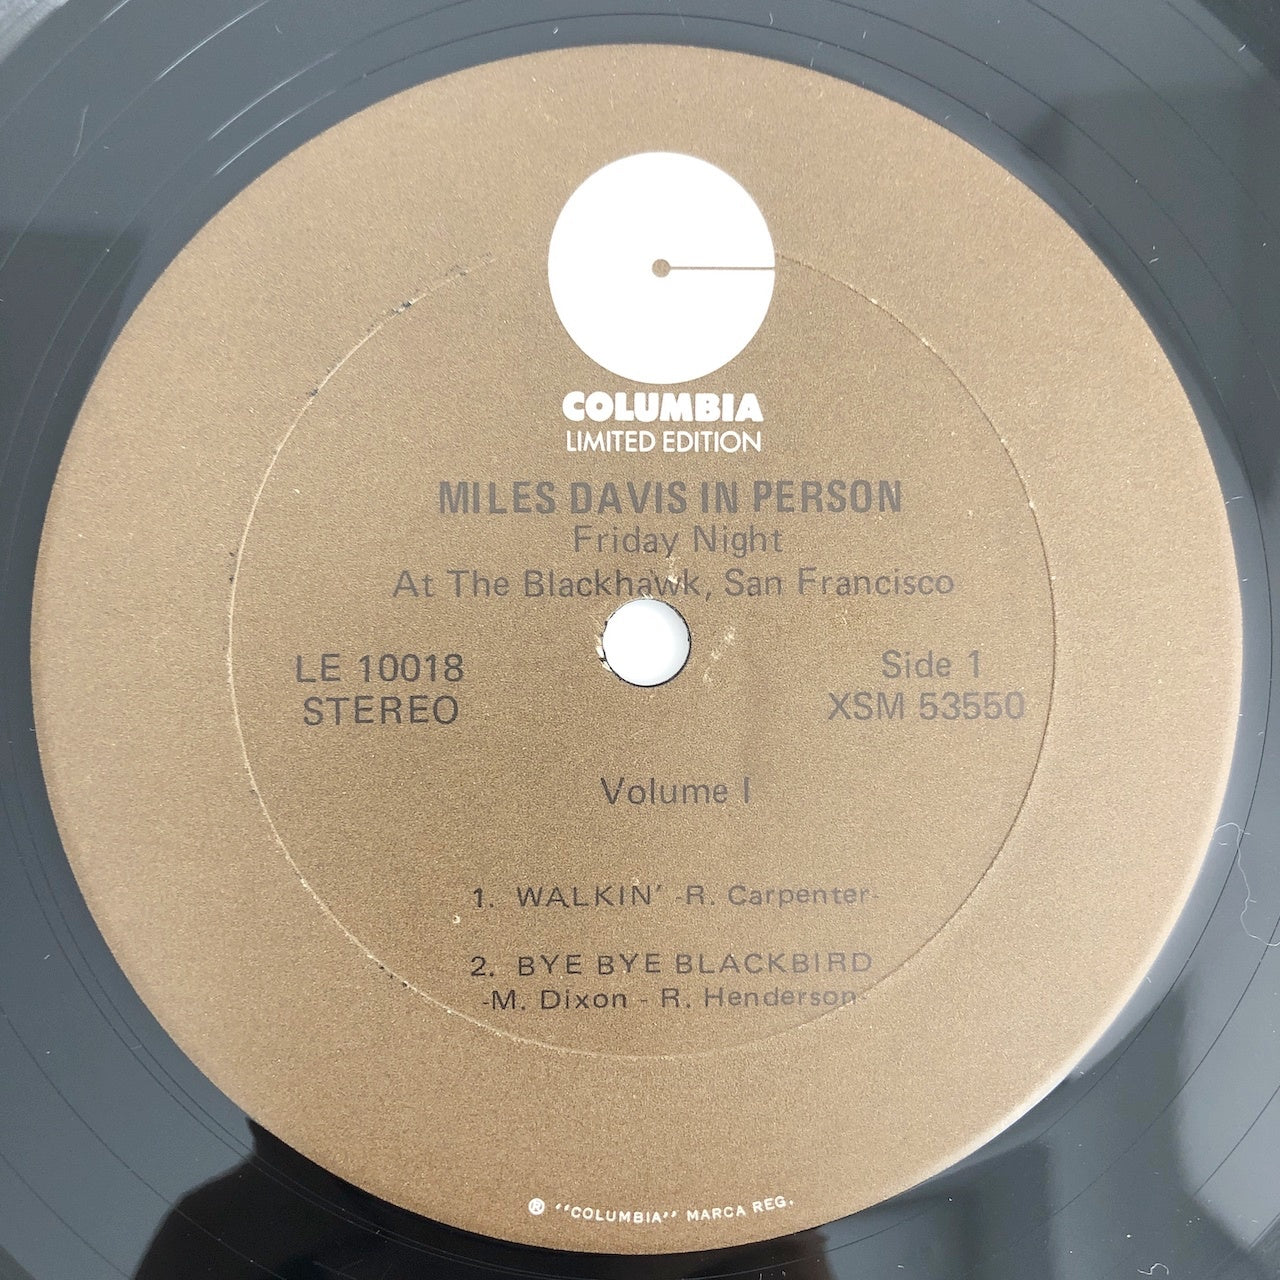 COLUMBIA
LIMITED EDITION
MILES DAVIS IN PERSON
Friday Night
At The Blackhawk, San Francisco
LE 10018
STEREO
Side 1
XSM 53550
Volume I
1. WALKIN' -R. Carpenter-
2. BYE BYE BLACKBIRD
-M. Dixon - R. Henderson-
® "COLUMBIA" MARCA REG.